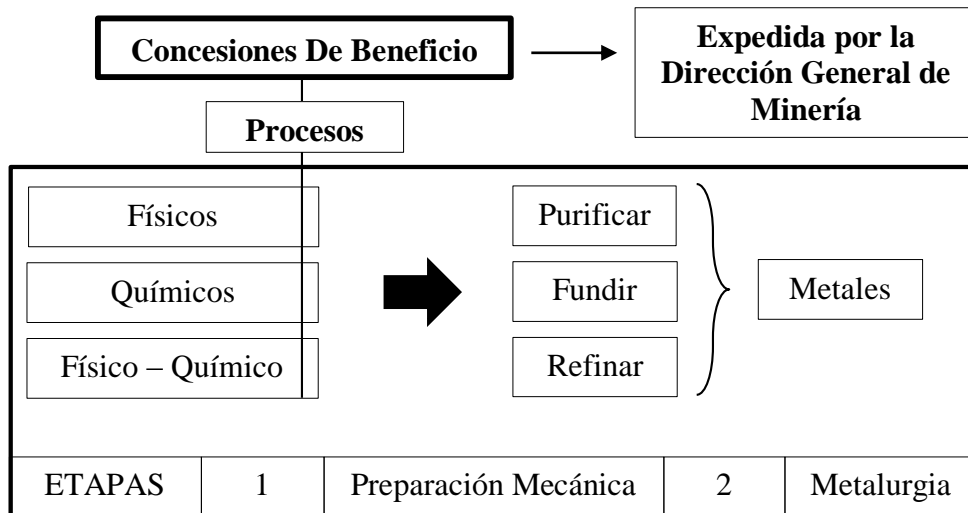 Concesiones De Beneficio
Expedida por la
Dirección General de
Minería
Procesos
Físicos
Químicos
Físico – Químico
Purificar
Fundir
Refinar
Metales
ETAPAS 1 Preparación Mecánica 2 Metalurgia